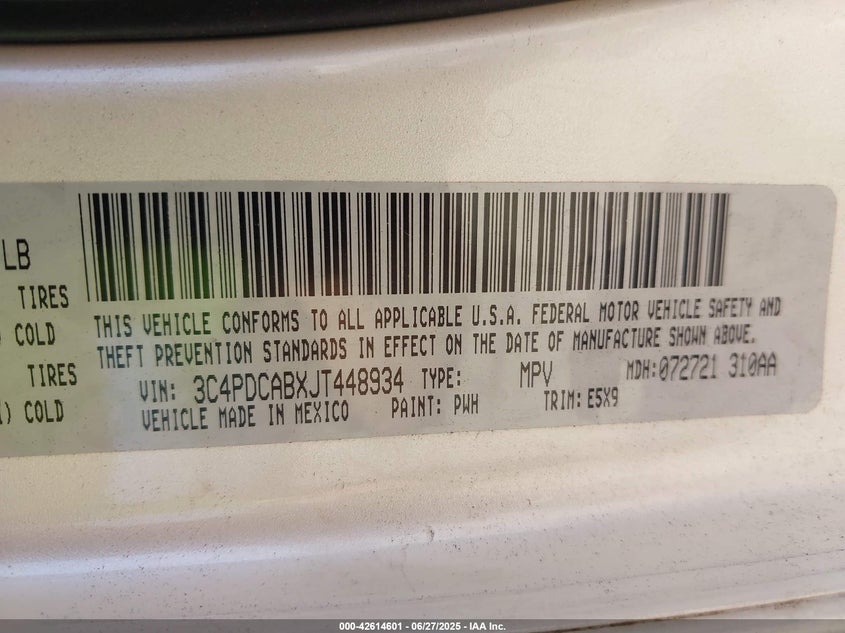 LB
TIRES
COLD
TIRES
) COLD
THIS VEHICLE CONFORMS TO ALL APPLICABLE U.S.A. FEDERAL MOTOR VEHICLE SAFETY AND
THEFT PREVENTION STANDARDS IN EFFECT ON THE DATE OF MANUFACTURE SHOWN ABOVE.
VIN: 3C4PDCABXJT448934 TYPE: MPV MDH:072721 310AA
VEHICLE MADE IN MEXICO PAINT: PWH TRIM: E5X9
000-42614601 - 06/27/2025 - IAA Inc.